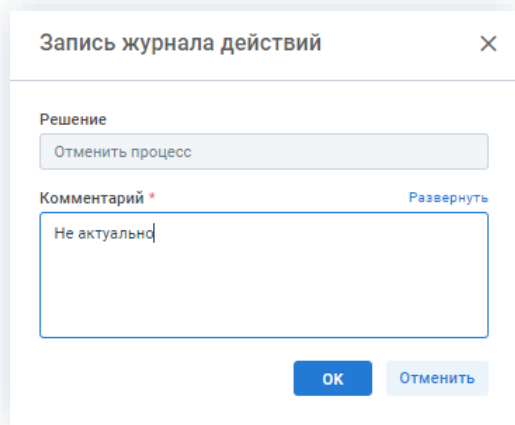 Запись журнала действий
Решение
Отменить процесс
Комментарий *
Развернуть
Не актуально
ОК
Отменить